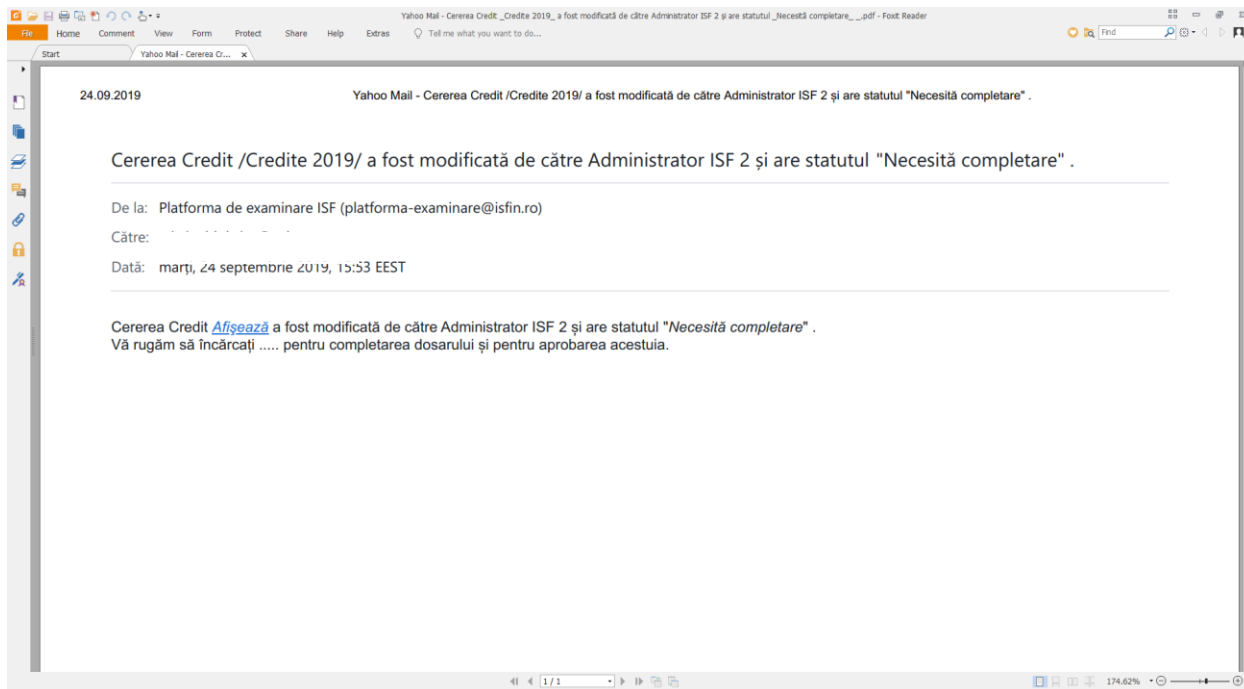 Yahoo Mail - Cererea Credit _Credite 2019_ a fost modificată de către Administrator ISF 2 și are statutul _Necesită completare_ _.pdf - Foxit Reader
File Home Comment View Form Protect Share Help Extras Tell me what you want to do... Find
Start Yahoo Mail - Cererea Cr... x
24.09.2019 Yahoo Mail - Cererea Credit /Credite 2019/ a fost modificată de către Administrator ISF 2 și are statutul "Necesită completare" .
Cererea Credit /Credite 2019/ a fost modificată de către Administrator ISF 2 și are statutul "Necesită completare" .
De la: Platforma de examinare ISF (platforma-examinare@isfin.ro)
Către:
Dată: marți, 24 septembrie 2019, 15:53 EEST
Cererea Credit Afişează a fost modificată de către Administrator ISF 2 și are statutul "Necesită completare" .
Vă rugăm să încărcați ..... pentru completarea dosarului și pentru aprobarea acestuia.
1 / 1 174.62%